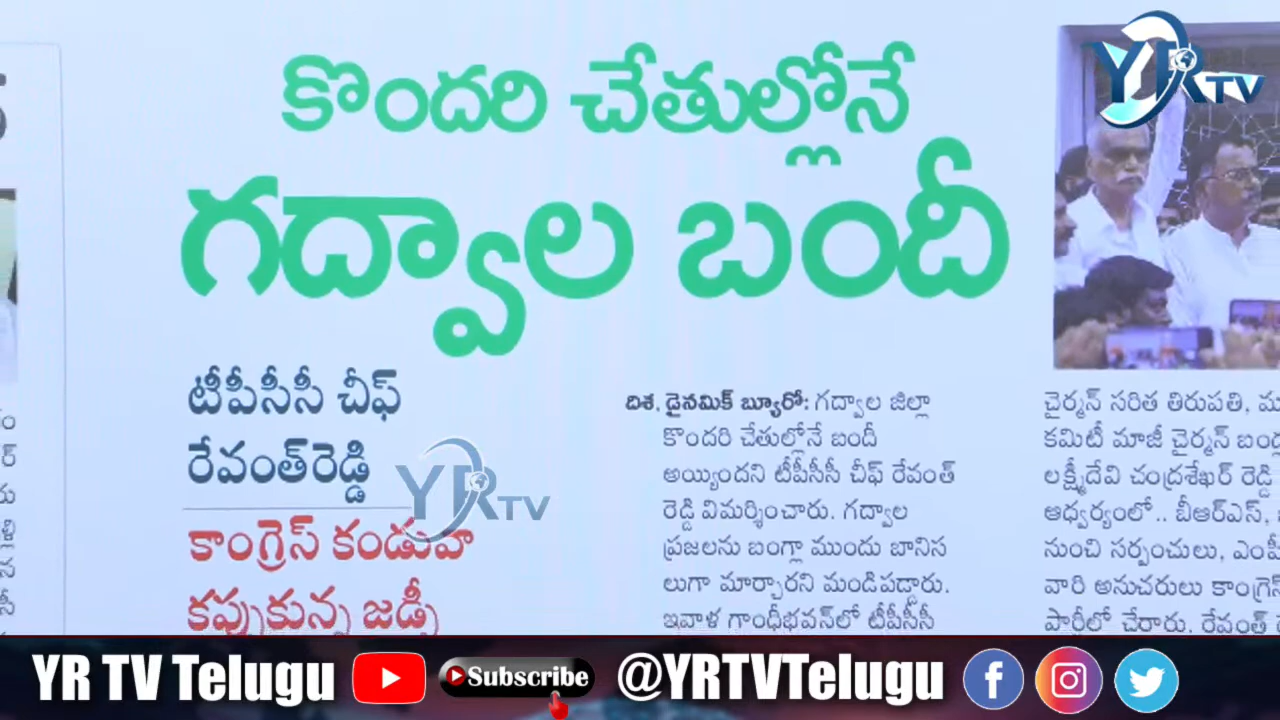 కొందరి చేతుల్లోనే
గద్వాల బందీ
టీపీసీసీ చీఫ్
రేవంత్‌రెడ్డి
కాంగ్రెస్ కండువా
కప్పుకున్న జడ్పీ
దిశ, డైనమిక్ బ్యూరో: గద్వాల జిల్లా
కొందరి చేతుల్లోనే బందీ
అయ్యిందని టీపీసీసీ చీఫ్ రేవంత్
రెడ్డి విమర్శించారు. గద్వాల
ప్రజలను బంగ్లా ముందు బానిస
లుగా మార్చారని మండిపడ్డారు.
ఇవాళ గాంధీభవన్‌లో టీపీసీసీ
చైర్మన్ సరిత తిరుపతి,
కమిటీ మాజీ చైర్మన్
లక్ష్మీదేవి చంద్రశేఖర్ రెడ్డి
ఆధ్వర్యంలో.. బీఆర్ఎస్,
నుంచి సర్పంచులు,
వారి అనుచరులు
పార్టీలో చేరారు. రేవంత్
YR TV
YR TV
YR TV Telugu
Subscribe
@YRTVTelugu